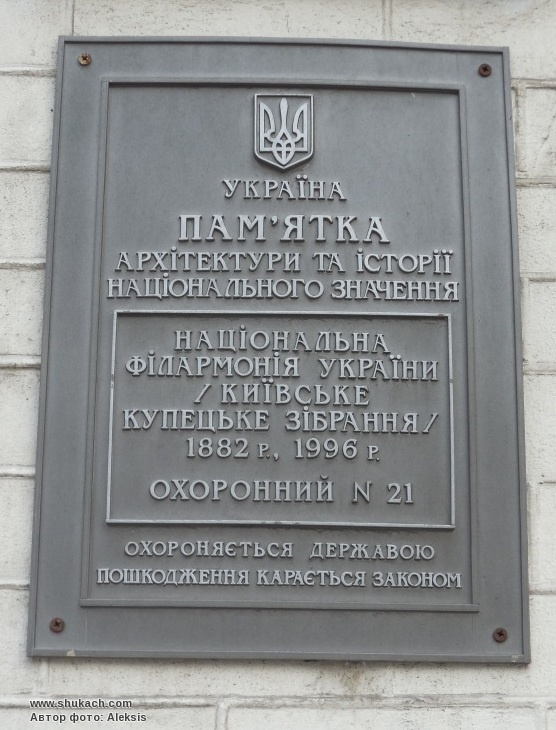 УКРАЇНА
ПАМ'ЯТКА
АРХІТЕКТУРИ ТА ІСТОРІЇ
НАЦІОНАЛЬНОГО ЗНАЧЕННЯ
НАЦІОНАЛЬНА
ФІЛАРМОНІЯ УКРАЇНИ
/КИЇВСЬКЕ
КУПЕЦЬКЕ ЗІБРАННЯ/
1882 Р., 1996 Р.
ОХОРОННИЙ N 21
ОХОРОНЯЄТЬСЯ ДЕРЖАВОЮ
ПОШКОДЖЕННЯ КАРАЄТЬСЯ ЗАКОНОМ
www.shukach.com
Автор фото: Aleksis